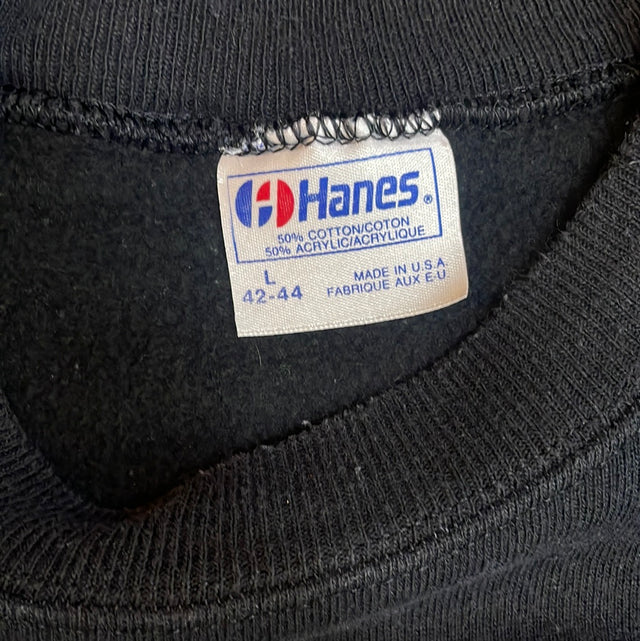 Hanes®
50% COTTON/COTON
50% ACRYLIC/ACRYLIQUE
L
42-44
MADE IN U.S.A.
FABRIQUE AUX E-U.